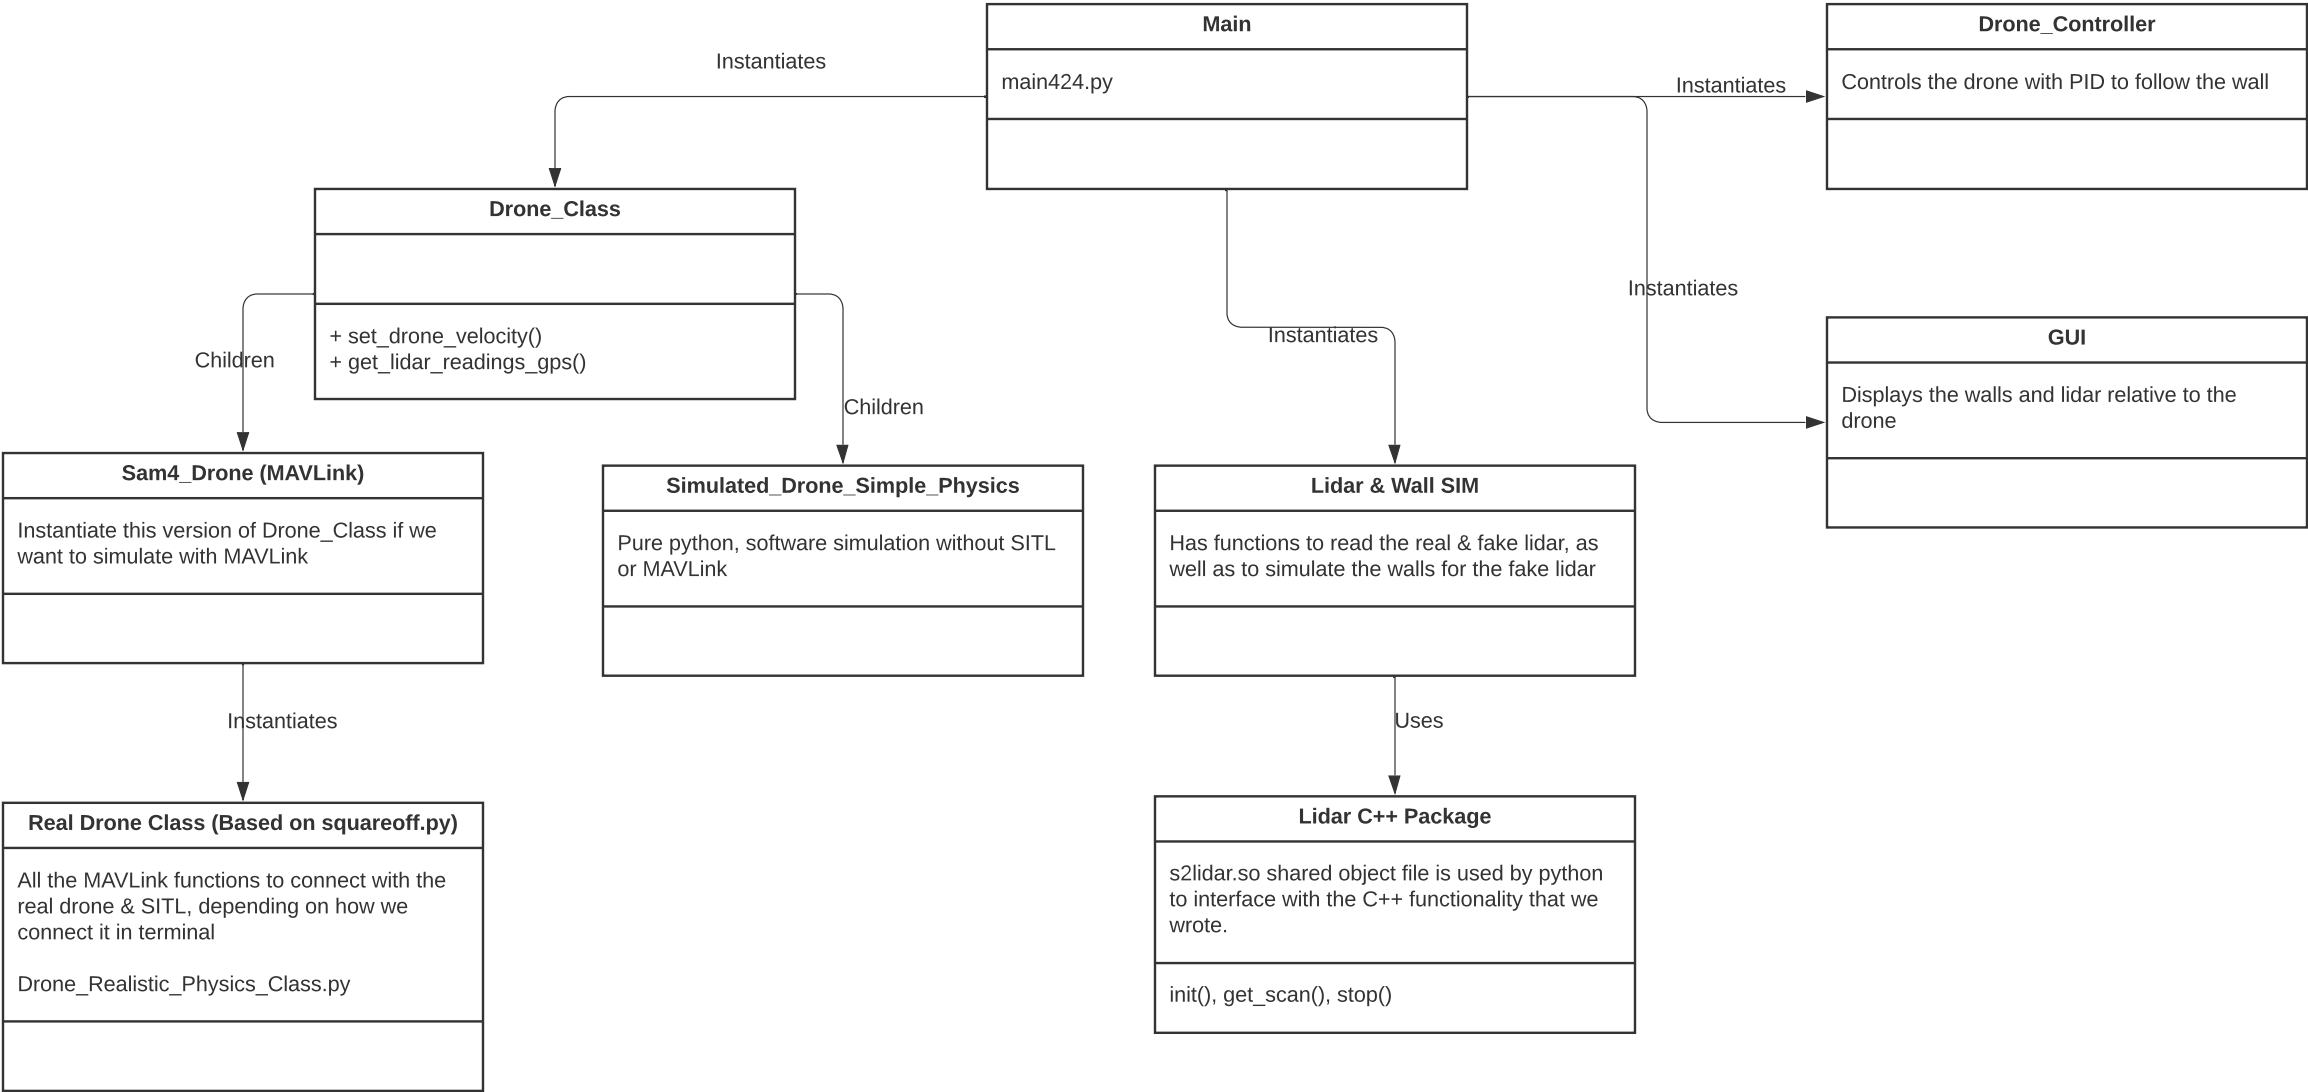 Main
main424.py
Instantiates
Instantiates
Drone_Controller
Controls the drone with PID to follow the wall
Drone_Class
+ set_drone_velocity()
+ get_lidar_readings_gps()
Instantiates
Instantiates
GUI
Displays the walls and lidar relative to the
drone
Children
Children
Sam4_Drone (MAVLink)
Instantiate this version of Drone_Class if we
want to simulate with MAVLink
Simulated_Drone_Simple_Physics
Pure python, software simulation without SITL
or MAVLink
Lidar & Wall SIM
Has functions to read the real & fake lidar, as
well as to simulate the walls for the fake lidar
Instantiates
Uses
Real Drone Class (Based on squareoff.py)
All the MAVLink functions to connect with the
real drone & SITL, depending on how we
connect it in terminal
Drone_Realistic_Physics_Class.py
Lidar C++ Package
s2lidar.so shared object file is used by python
to interface with the C++ functionality that we
wrote.
init(), get_scan(), stop()